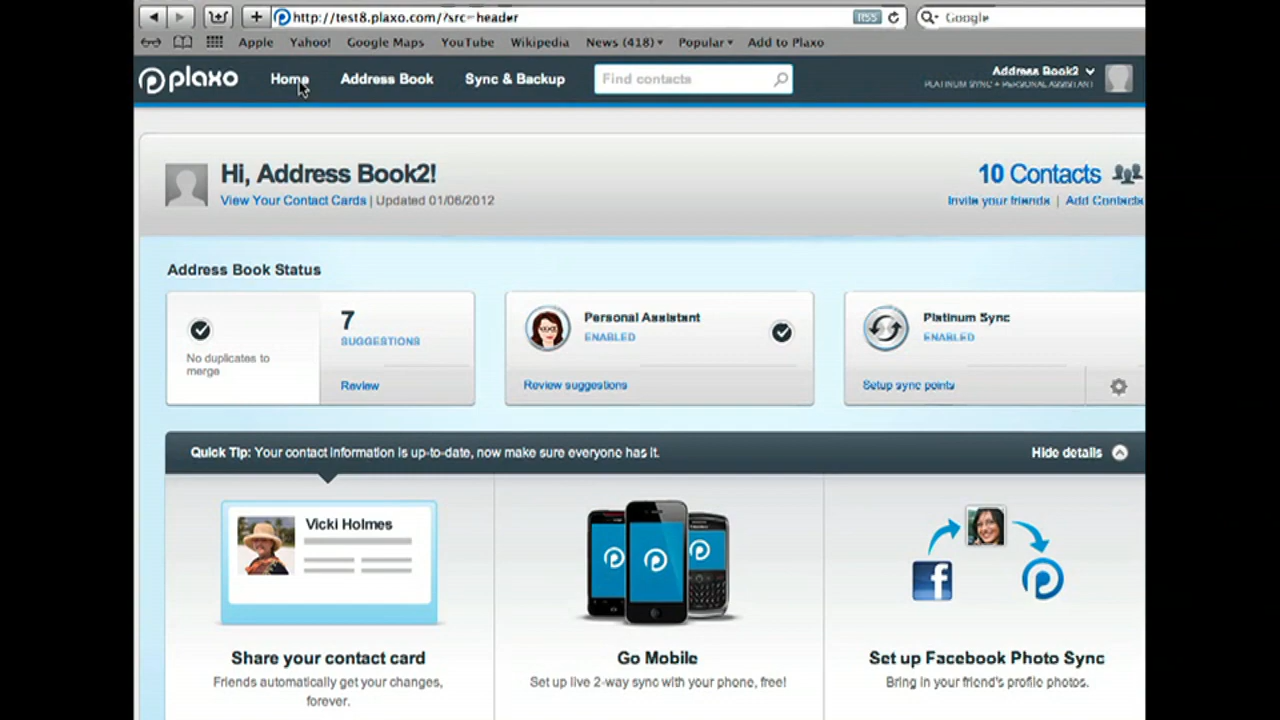 http://test8.plaxo.com/?src=header
RSS
Google
Apple Yahoo! Google Maps YouTube Wikipedia News (418) Popular Add to Plaxo
plaxo Home Address Book Sync & Backup Find contacts
Address Book2
PLATINUM SYNC + PERSONAL ASSISTANT
Hi, Address Book2!
View Your Contact Cards | Updated 01/06/2012
10 Contacts
Invite your friends | Add Contacts
Address Book Status
No duplicates to
merge
7
SUGGESTIONS
Review
Personal Assistant
ENABLED
Review suggestions
Platinum Sync
ENABLED
Setup sync points
Quick Tip: Your contact information is up-to-date, now make sure everyone has it.
Hide details
Vicki Holmes
Share your contact card
Friends automatically get your changes,
forever.
Go Mobile
Set up live 2-way sync with your phone, free!
f
Set up Facebook Photo Sync
Bring in your friend's profile photos.